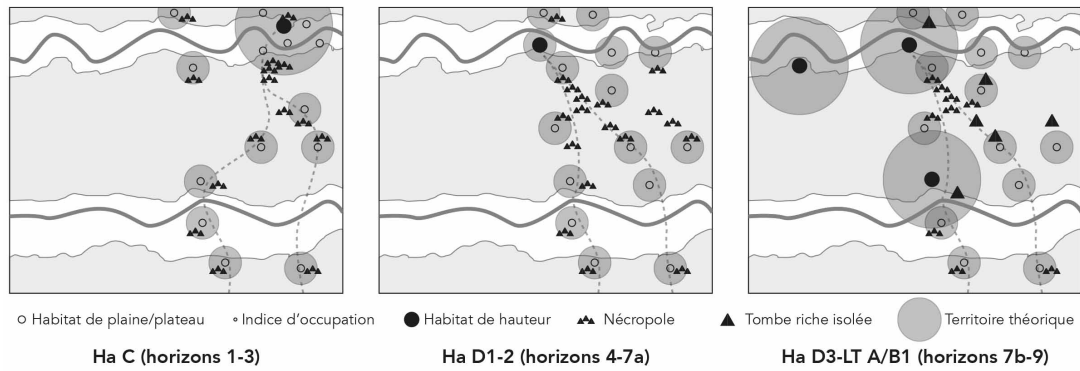 Habitat de plaine/plateau Indice d'occupation Habitat de hauteur Nécropole Tombe riche isolée Territoire théorique
Ha C (horizons 1-3) Ha D1-2 (horizons 4-7a) Ha D3-LT A/B1 (horizons 7b-9)